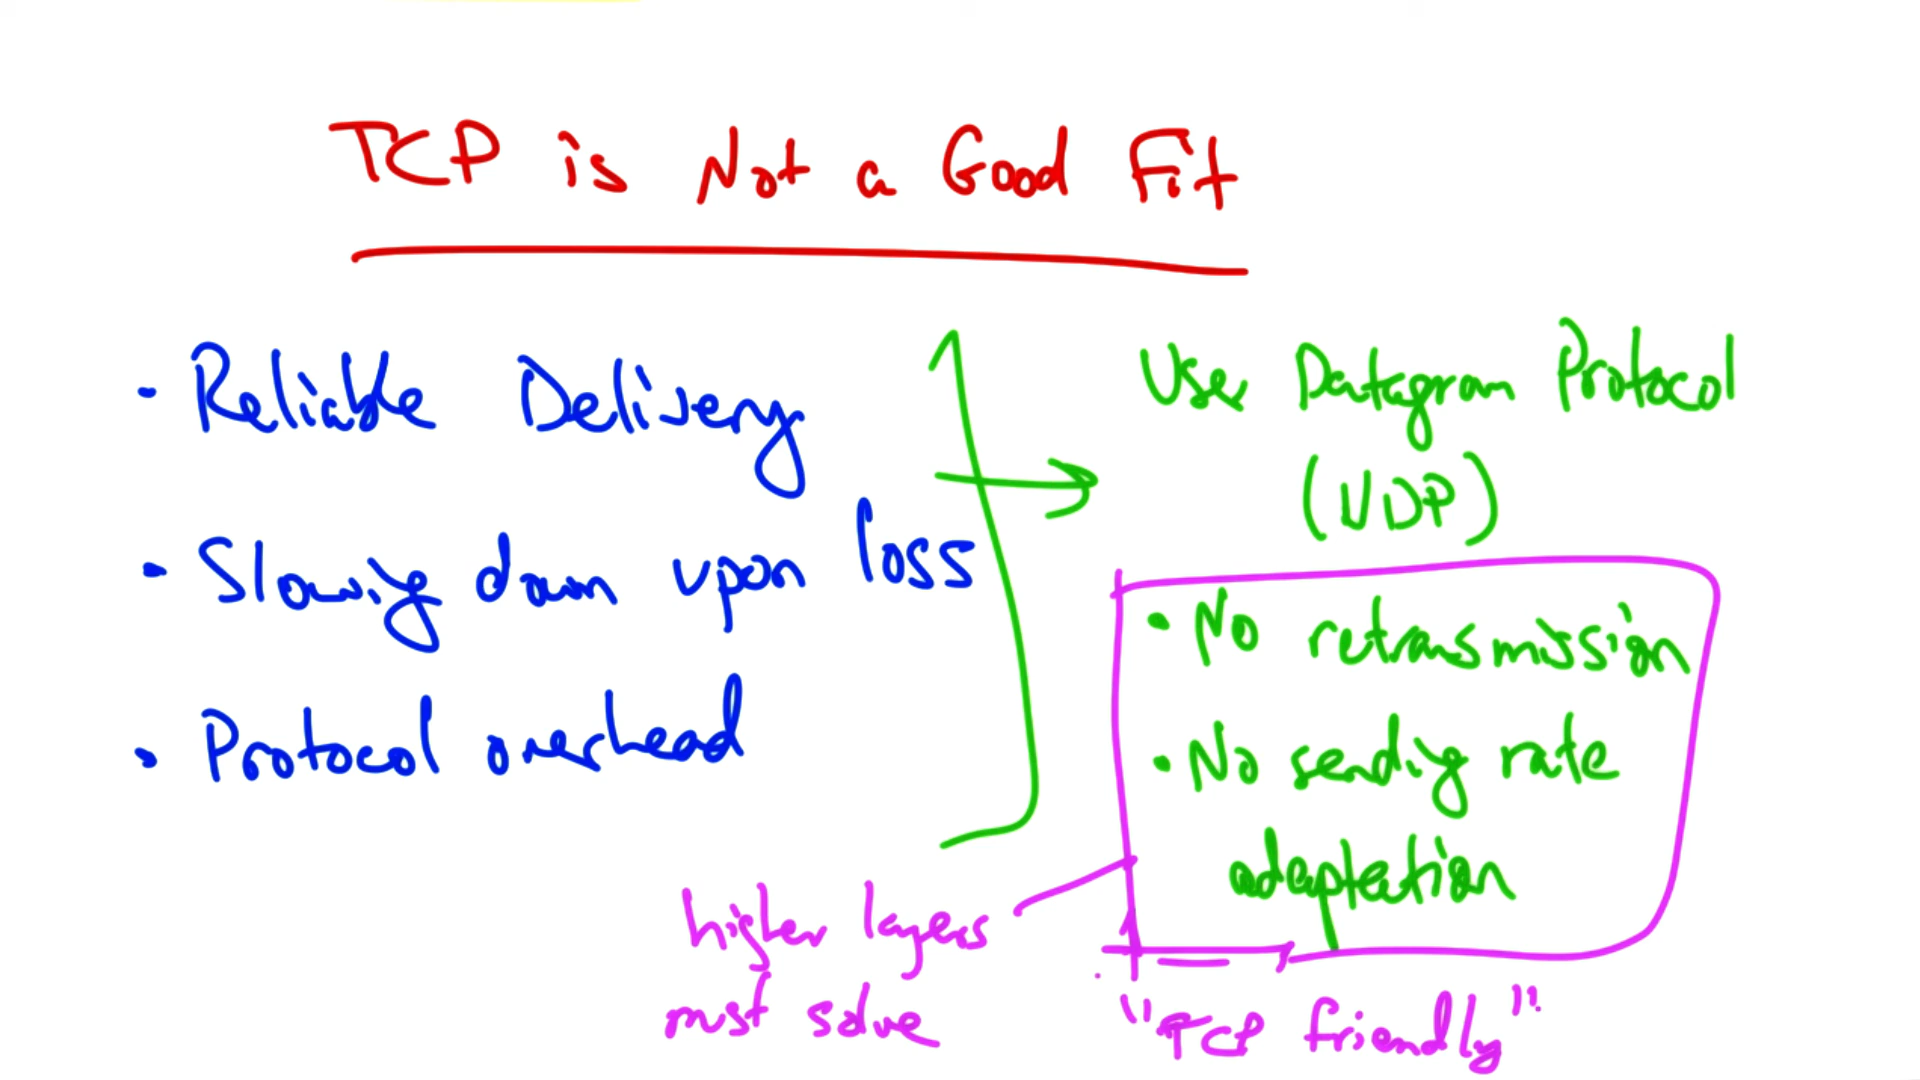 TCP is Not a Good Fit
• Reliable Delivery
• Slowing down upon loss
• Protocol overhead
Use Datagram Protocol
(UDP)
• No retransmission
• No sending rate
adaptation
higher layers
must solve
"TCP friendly"